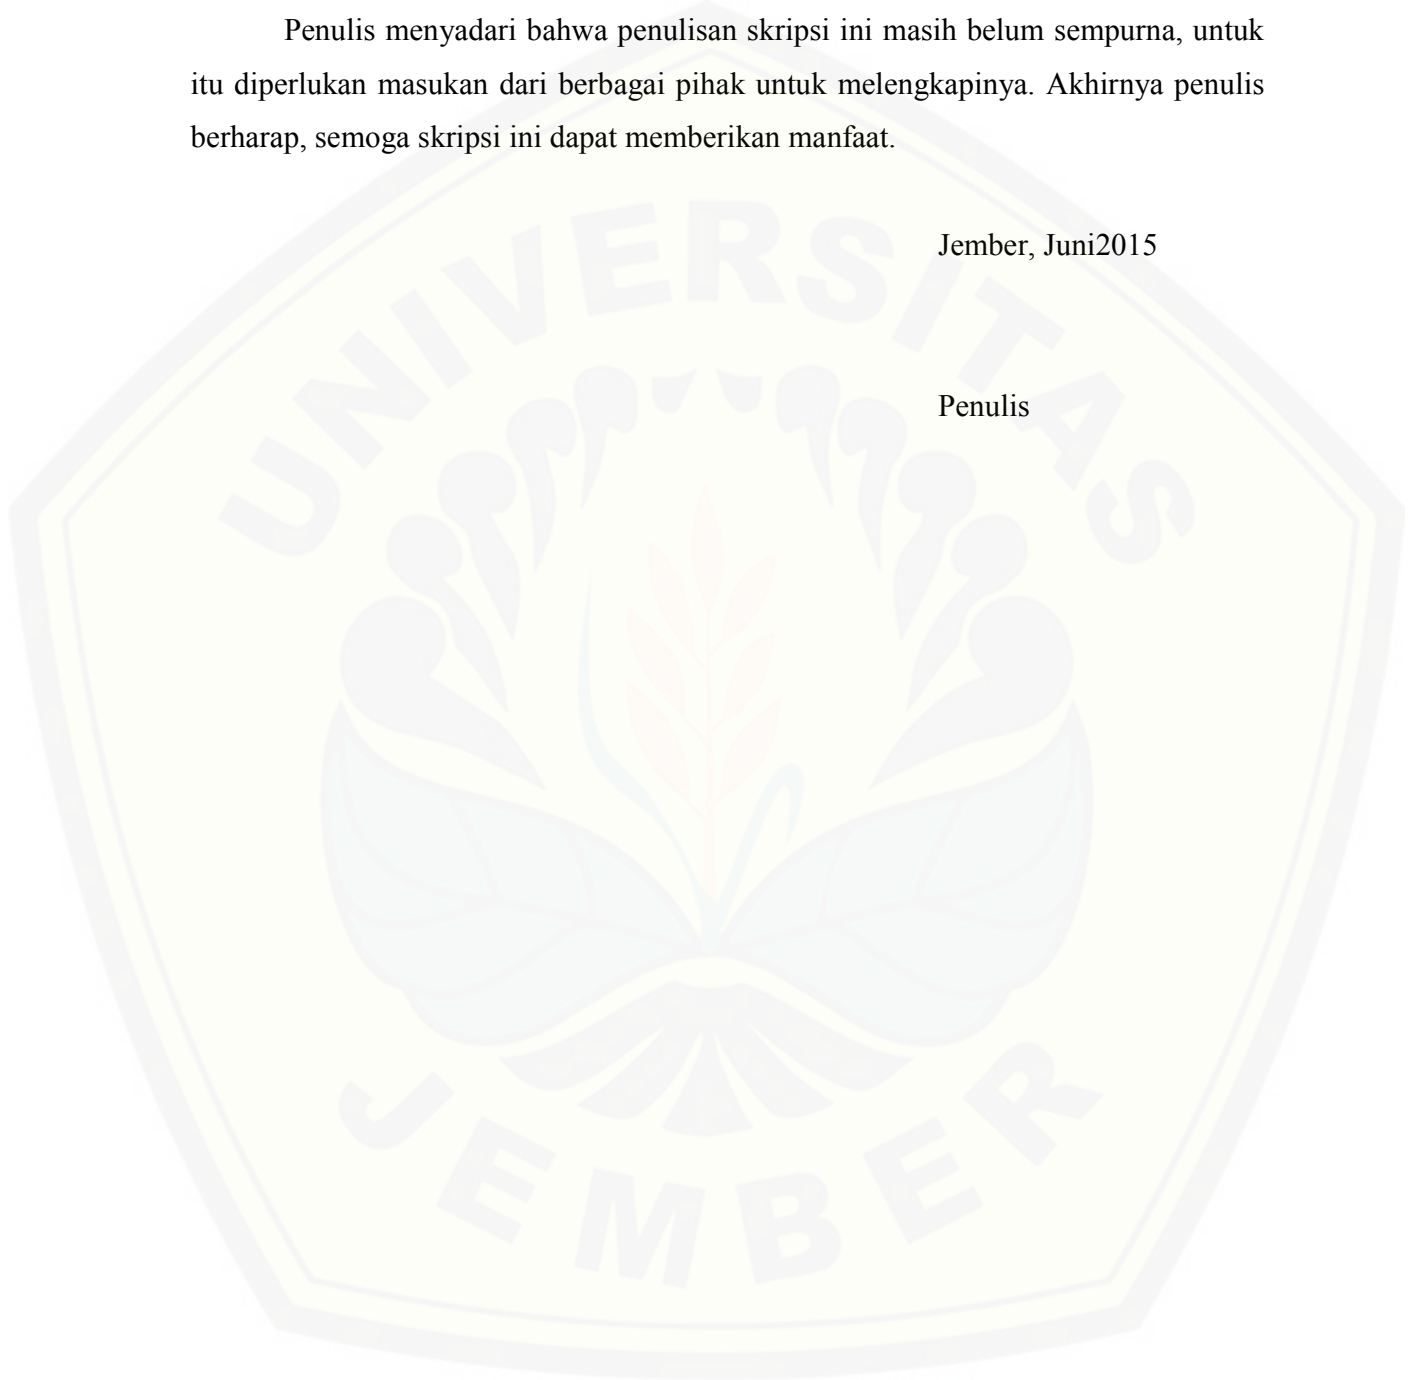 Penulis menyadari bahwa penulisan skripsi ini masih belum sempurna, untuk
itu diperlukan masukan dari berbagai pihak untuk melengkapinya. Akhirnya penulis
berharap, semoga skripsi ini dapat memberikan manfaat.
Jember, Juni2015
Penulis
UNIVERSITAS
JEMBER